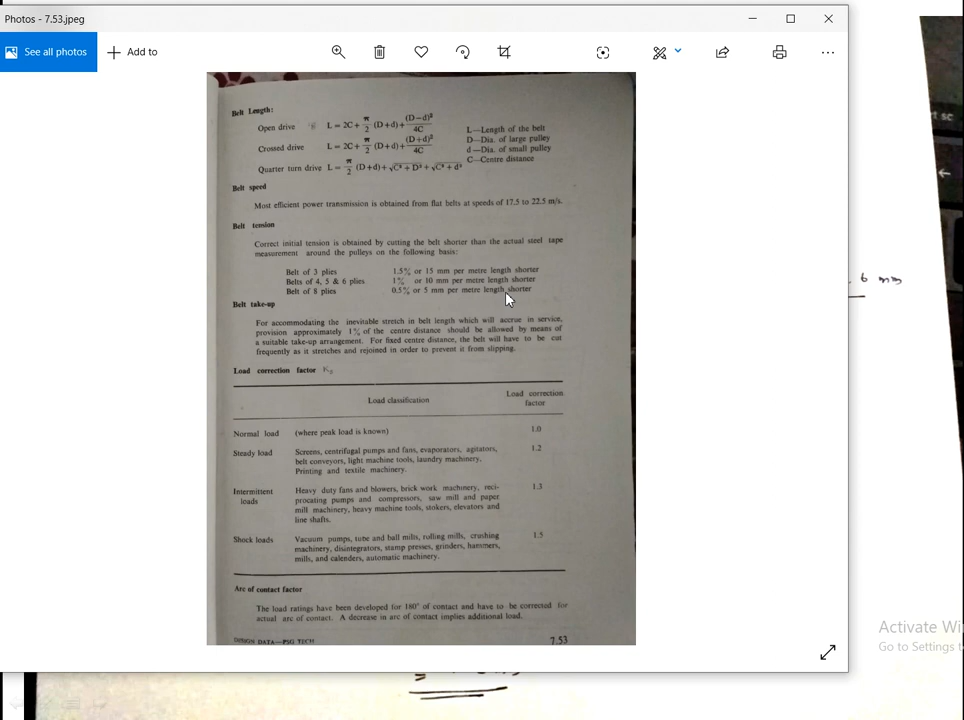 Photos - 7.53.jpeg
See all photos
Add to
Belt Length:
Open drive L = 2C + π/2 (D+d) + (D−d)²/4C
Crossed drive L = 2C + π/2 (D+d) + (D+d)²/4C
Quarter turn drive L = π/2 (D+d) + √C² + D² + √C² + d²
L—Length of the belt
D—Dia. of large pulley
d—Dia. of small pulley
C—Centre distance
Belt speed
Most efficient power transmission is obtained from flat belts at speeds of 17.5 to 22.5 m/s.
Belt tension
Correct initial tension is obtained by cutting the belt shorter than the actual steel tape
measurement around the pulleys on the following basis:
Belt of 3 plies 1.5% or 15 mm per metre length shorter
Belts of 4, 5 & 6 plies 1% or 10 mm per metre length shorter
Belt of 8 plies 0.5% or 5 mm per metre length shorter
Belt take-up
For accommodating the inevitable stretch in belt length which will accrue in service,
provision approximately 1% of the centre distance should be allowed by means of
a suitable take-up arrangement. For fixed centre distance, the belt will have to be cut
frequently as it stretches and rejoined in order to prevent it from slipping.
Load correction factor
Load classification
Load correction
factor
Normal load (where peak load is known) 1.0
Steady load Screens, centrifugal pumps and fans, evaporators, agitators, 1.2
belt conveyors, light machine tools, laundry machinery.
Printing and textile machinery.
Intermittent Heavy duty fans and blowers, brick work machinery, reci- 1.3
loads procating pumps and compressors, saw mill and paper
mill machinery, heavy machine tools, stokers, elevators and
line shafts.
Shock loads Vacuum pumps, tube and ball mills, rolling mills, crushing 1.5
machinery, disintegrators, stamp presses, grinders, hammers,
mills, and calenders, automatic machinery.
Arc of contact factor
The load ratings have been developed for 180° of contact and have to be corrected for
actual arc of contact. A decrease in arc of contact implies additional load.
DESIGN DATA—PSG TECH 7.53
sc
6 mm
Activate Wi
Go to Settings t